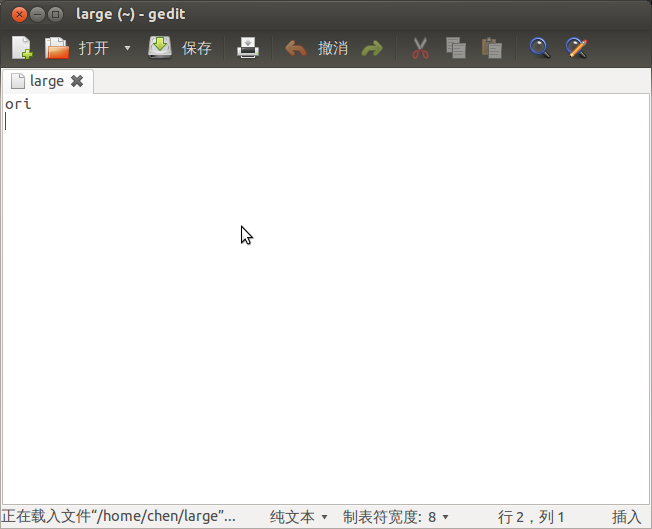 large (~) - gedit
打开 保存 撤消
large
ori
正在载入文件“/home/chen/large”... 纯文本 制表符宽度: 8 行 2，列 1 插入